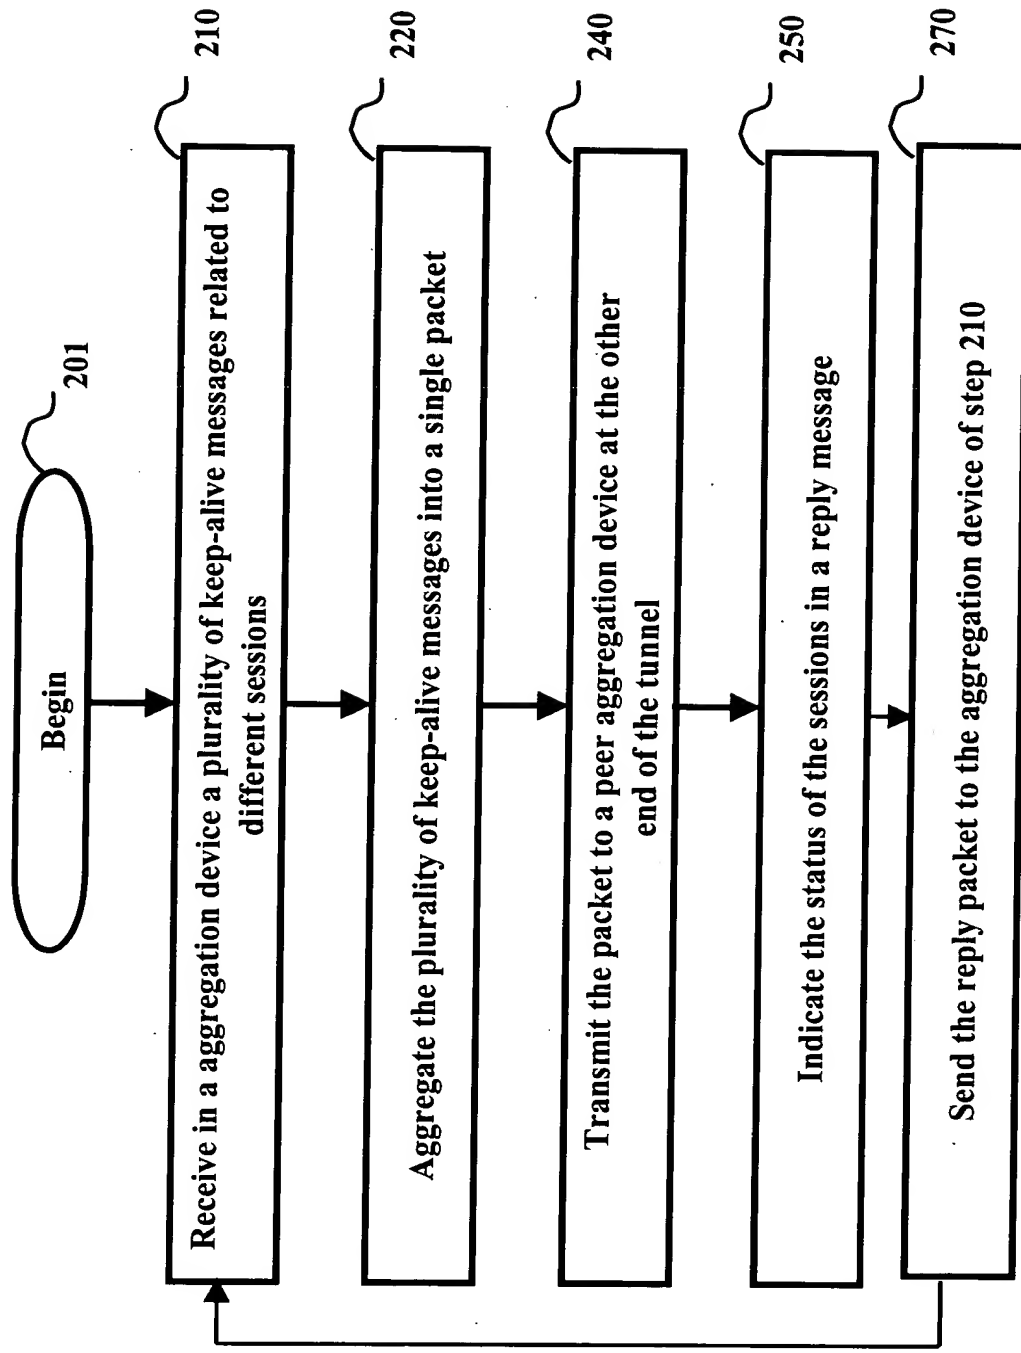 Begin
201
Receive in a aggregation device a plurality of keep-alive messages related to
different sessions
210
Aggregate the plurality of keep-alive messages into a single packet
220
Transmit the packet to a peer aggregation device at the other
end of the tunnel
240
Indicate the status of the sessions in a reply message
250
Send the reply packet to the aggregation device of step 210
270